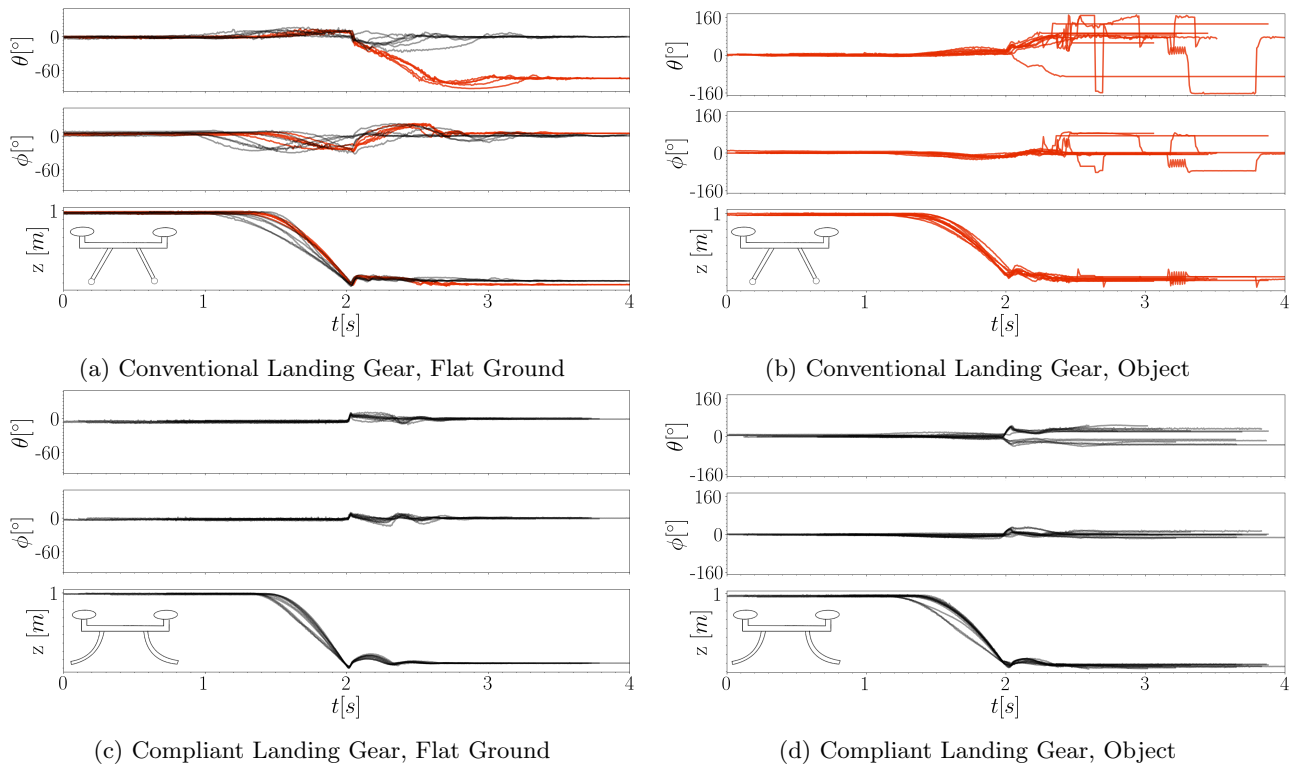 θ[°]
0
-60
ϕ[°]
0
-60
z [m]
1
0
1
2
3
4
t[s]
(a) Conventional Landing Gear, Flat Ground
θ[°]
160
0
-160
ϕ[°]
160
0
-160
z [m]
1
0
1
2
3
4
t[s]
(b) Conventional Landing Gear, Object
θ[°]
0
-60
ϕ[°]
0
-60
z [m]
1
0
1
2
3
4
t[s]
(c) Compliant Landing Gear, Flat Ground
θ[°]
160
0
-160
ϕ[°]
160
0
-160
z [m]
1
0
1
2
3
4
t[s]
(d) Compliant Landing Gear, Object